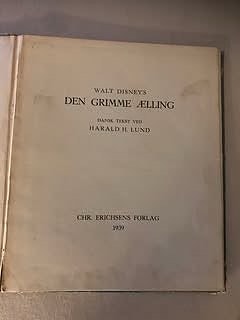 WALT DISNEY'S
DEN GRIMME ÆLLING
DANSK TEKST VED
HARALD H. LUND
CHR. ERICHSENS FORLAG
1939